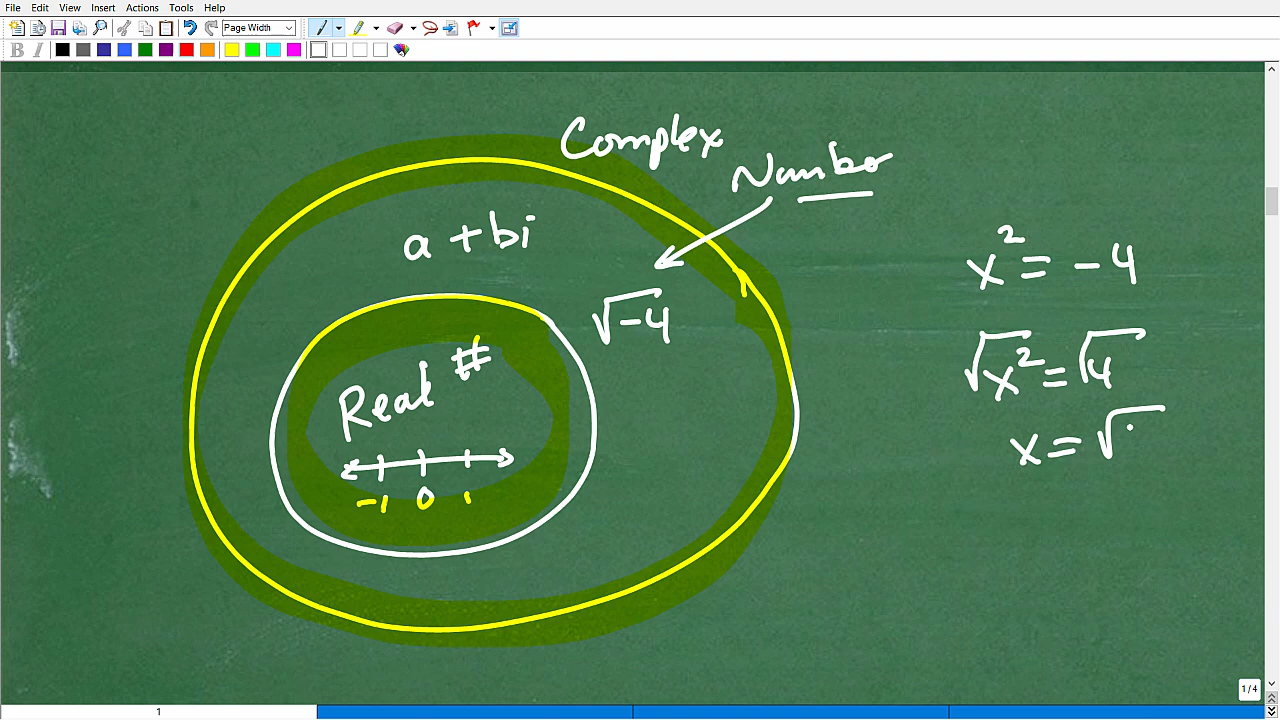 File Edit View Insert Actions Tools Help
Page Width
B I
Complex
Number
a + bi
√-4
Real #
-1 0 1
x² = -4
√x² = √4
x = √
1/4
1